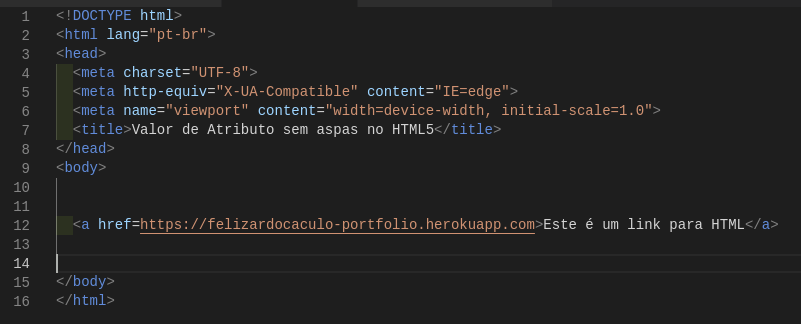 1 <!DOCTYPE html>
2 <html lang="pt-br">
3 <head>
4 <meta charset="UTF-8">
5 <meta http-equiv="X-UA-Compatible" content="IE=edge">
6 <meta name="viewport" content="width=device-width, initial-scale=1.0">
7 <title>Valor de Atributo sem aspas no HTML5</title>
8 </head>
9 <body>
10
11
12 <a href=https://felizardocaculo-portfolio.herokuapp.com>Este é um link para HTML</a>
13
14
15 </body>
16 </html>